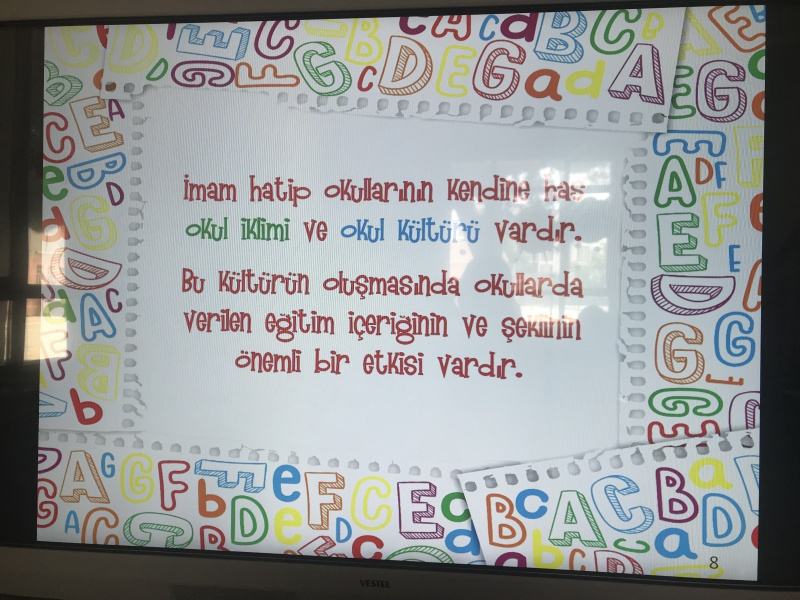 İmam hatip okullarının kendine has
okul iklimi ve okul kültürü vardır.
Bu kültürün oluşmasında okullarda
verilen eğitim içeriğinin ve şeklinin
önemli bir etkisi vardır.
8
VESTEL